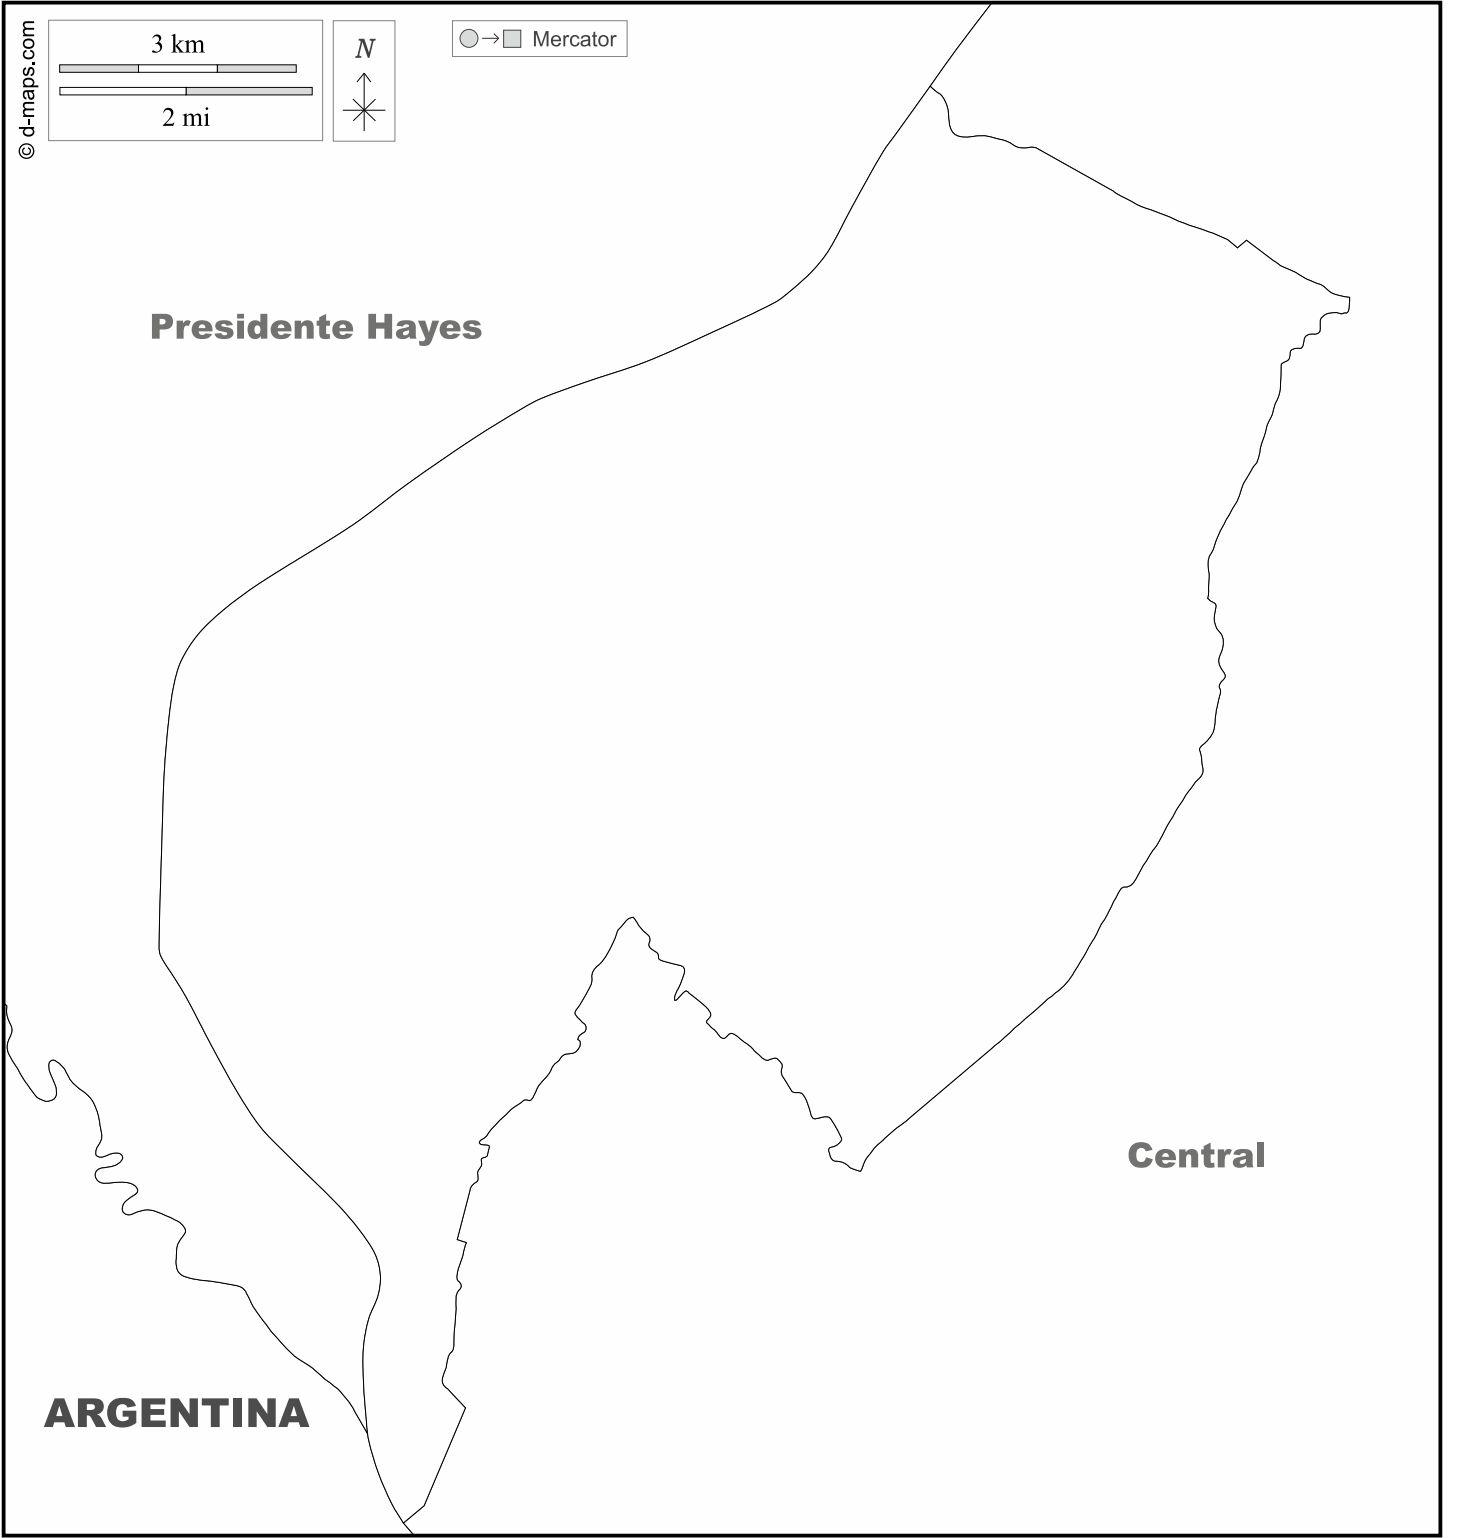 © d-maps.com
3 km
2 mi
N
Mercator
Presidente Hayes
Central
ARGENTINA